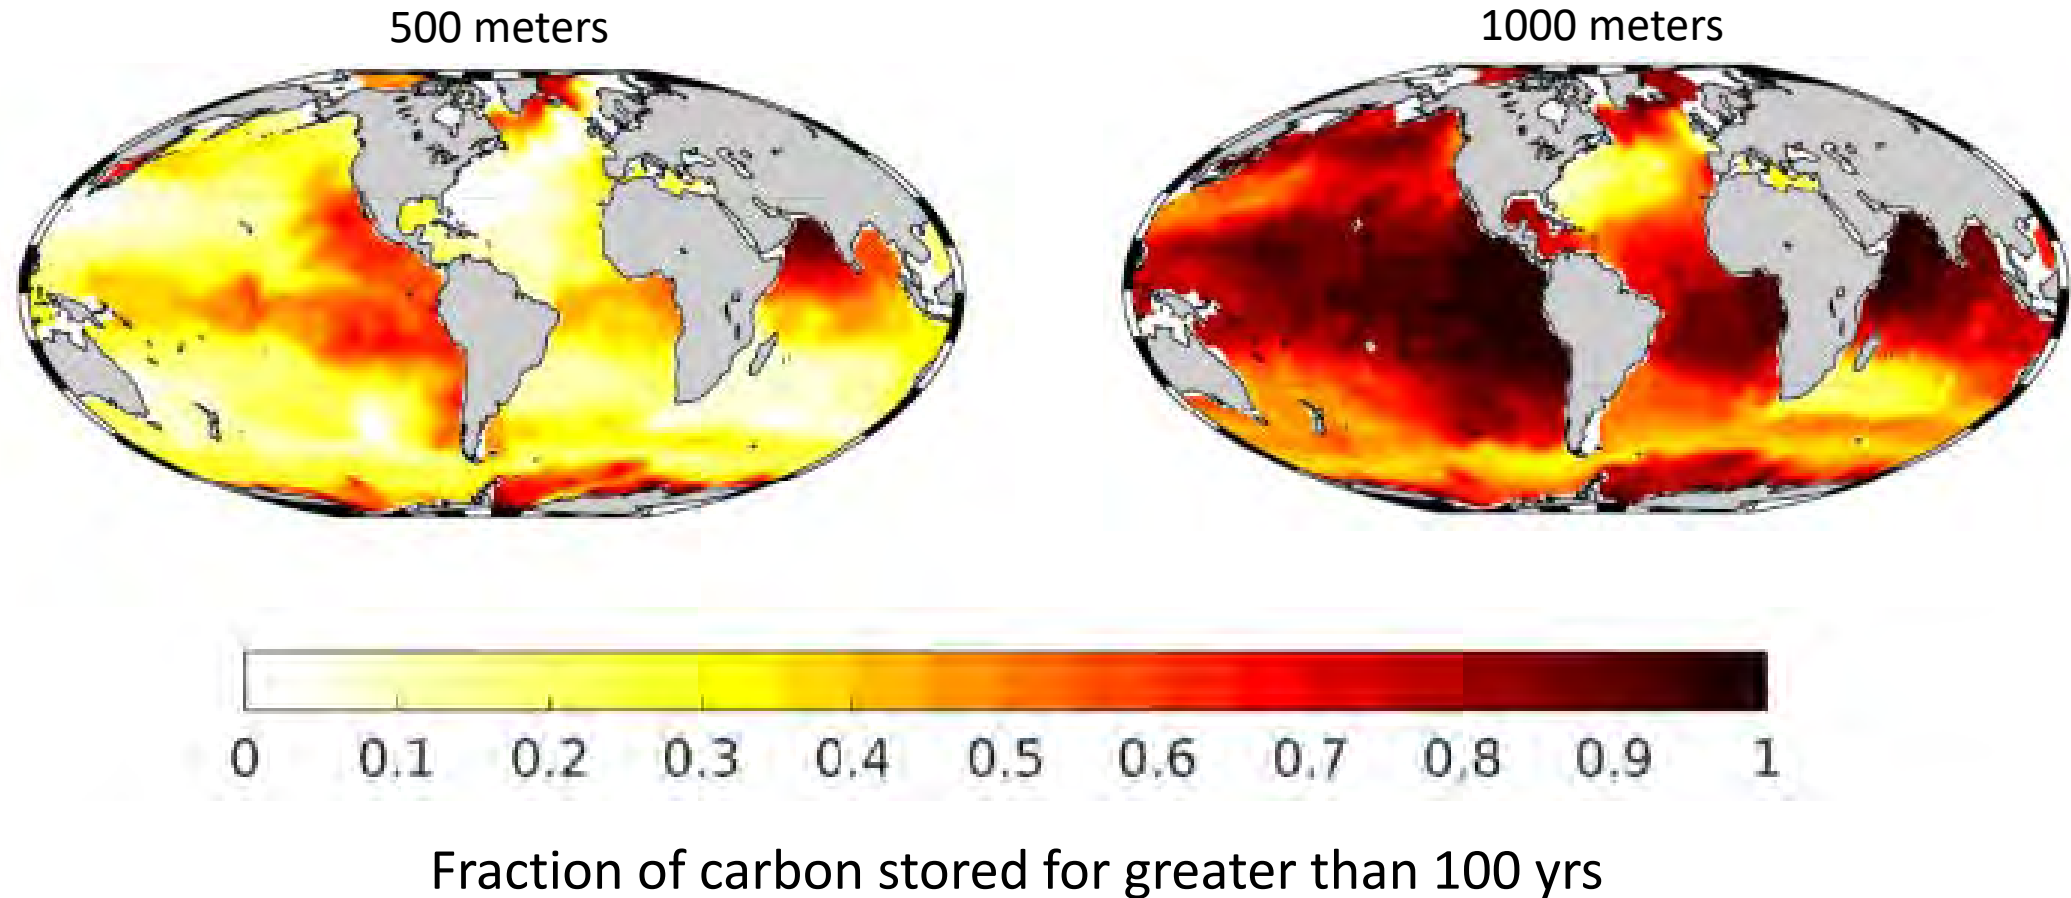 500 meters
1000 meters
0 0.1 0.2 0.3 0.4 0.5 0.6 0.7 0.8 0.9 1
Fraction of carbon stored for greater than 100 yrs